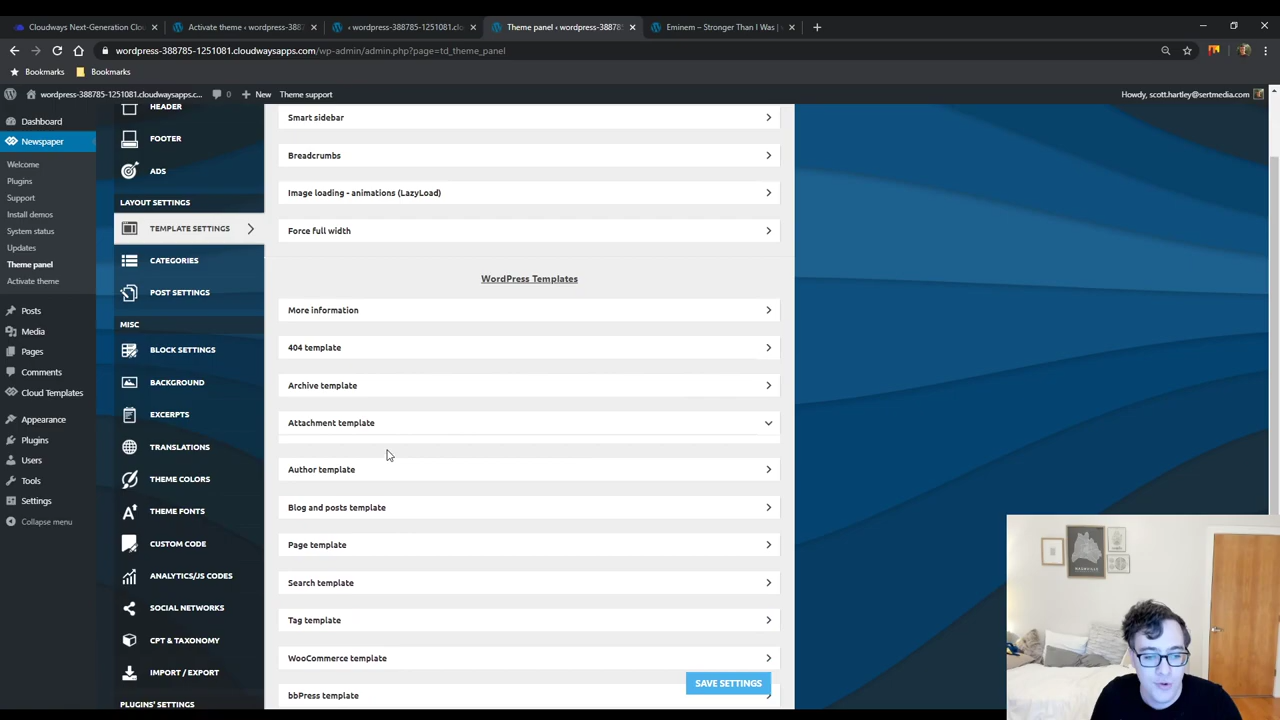 Cloudways Next-Generation Clo
Activate theme ‹ wordpress-3887
‹ wordpress-388785-1251081.clo
Theme panel ‹ wordpress-388785
Eminem – Stronger Than I Was |
wordpress-388785-1251081.cloudwaysapps.com/wp-admin/admin.php?page=td_theme_panel
Bookmarks
Bookmarks
wordpress-388785-1251081.cloudwaysapps.c...
0
New
Theme support
Howdy, scott.hartley@sertmedia.com
Dashboard
Newspaper
Welcome
Plugins
Support
Install demos
System status
Updates
Theme panel
Activate theme
Posts
Media
Pages
Comments
Cloud Templates
Appearance
Plugins
Users
Tools
Settings
Collapse menu
HEADER
FOOTER
ADS
LAYOUT SETTINGS
TEMPLATE SETTINGS
CATEGORIES
POST SETTINGS
MISC
BLOCK SETTINGS
BACKGROUND
EXCERPTS
TRANSLATIONS
THEME COLORS
THEME FONTS
CUSTOM CODE
ANALYTICS/JS CODES
SOCIAL NETWORKS
CPT & TAXONOMY
IMPORT / EXPORT
PLUGINS' SETTINGS
Smart sidebar
Breadcrumbs
Image loading - animations (LazyLoad)
Force full width
WordPress Templates
More information
404 template
Archive template
Attachment template
Author template
Blog and posts template
Page template
Search template
Tag template
WooCommerce template
SAVE SETTINGS
bbPress template
NASHVILLE